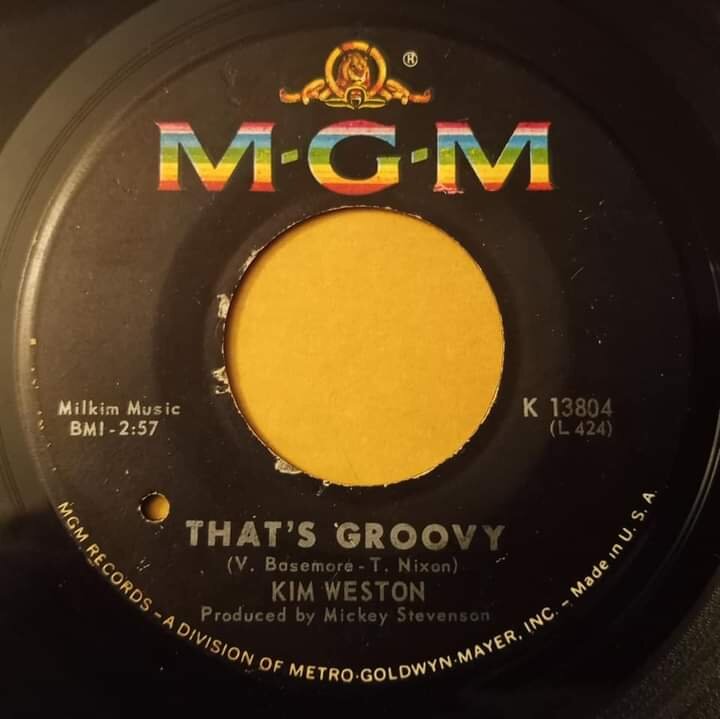 ®
M·G·M
Milkim Music
BMI-2:57
K 13804
(L 424)
THAT'S GROOVY
(V. Basemore - T. Nixon)
KIM WESTON
Produced by Mickey Stevenson
MGM RECORDS – A DIVISION OF METRO-GOLDWYN-MAYER, INC. – Made in U. S. A